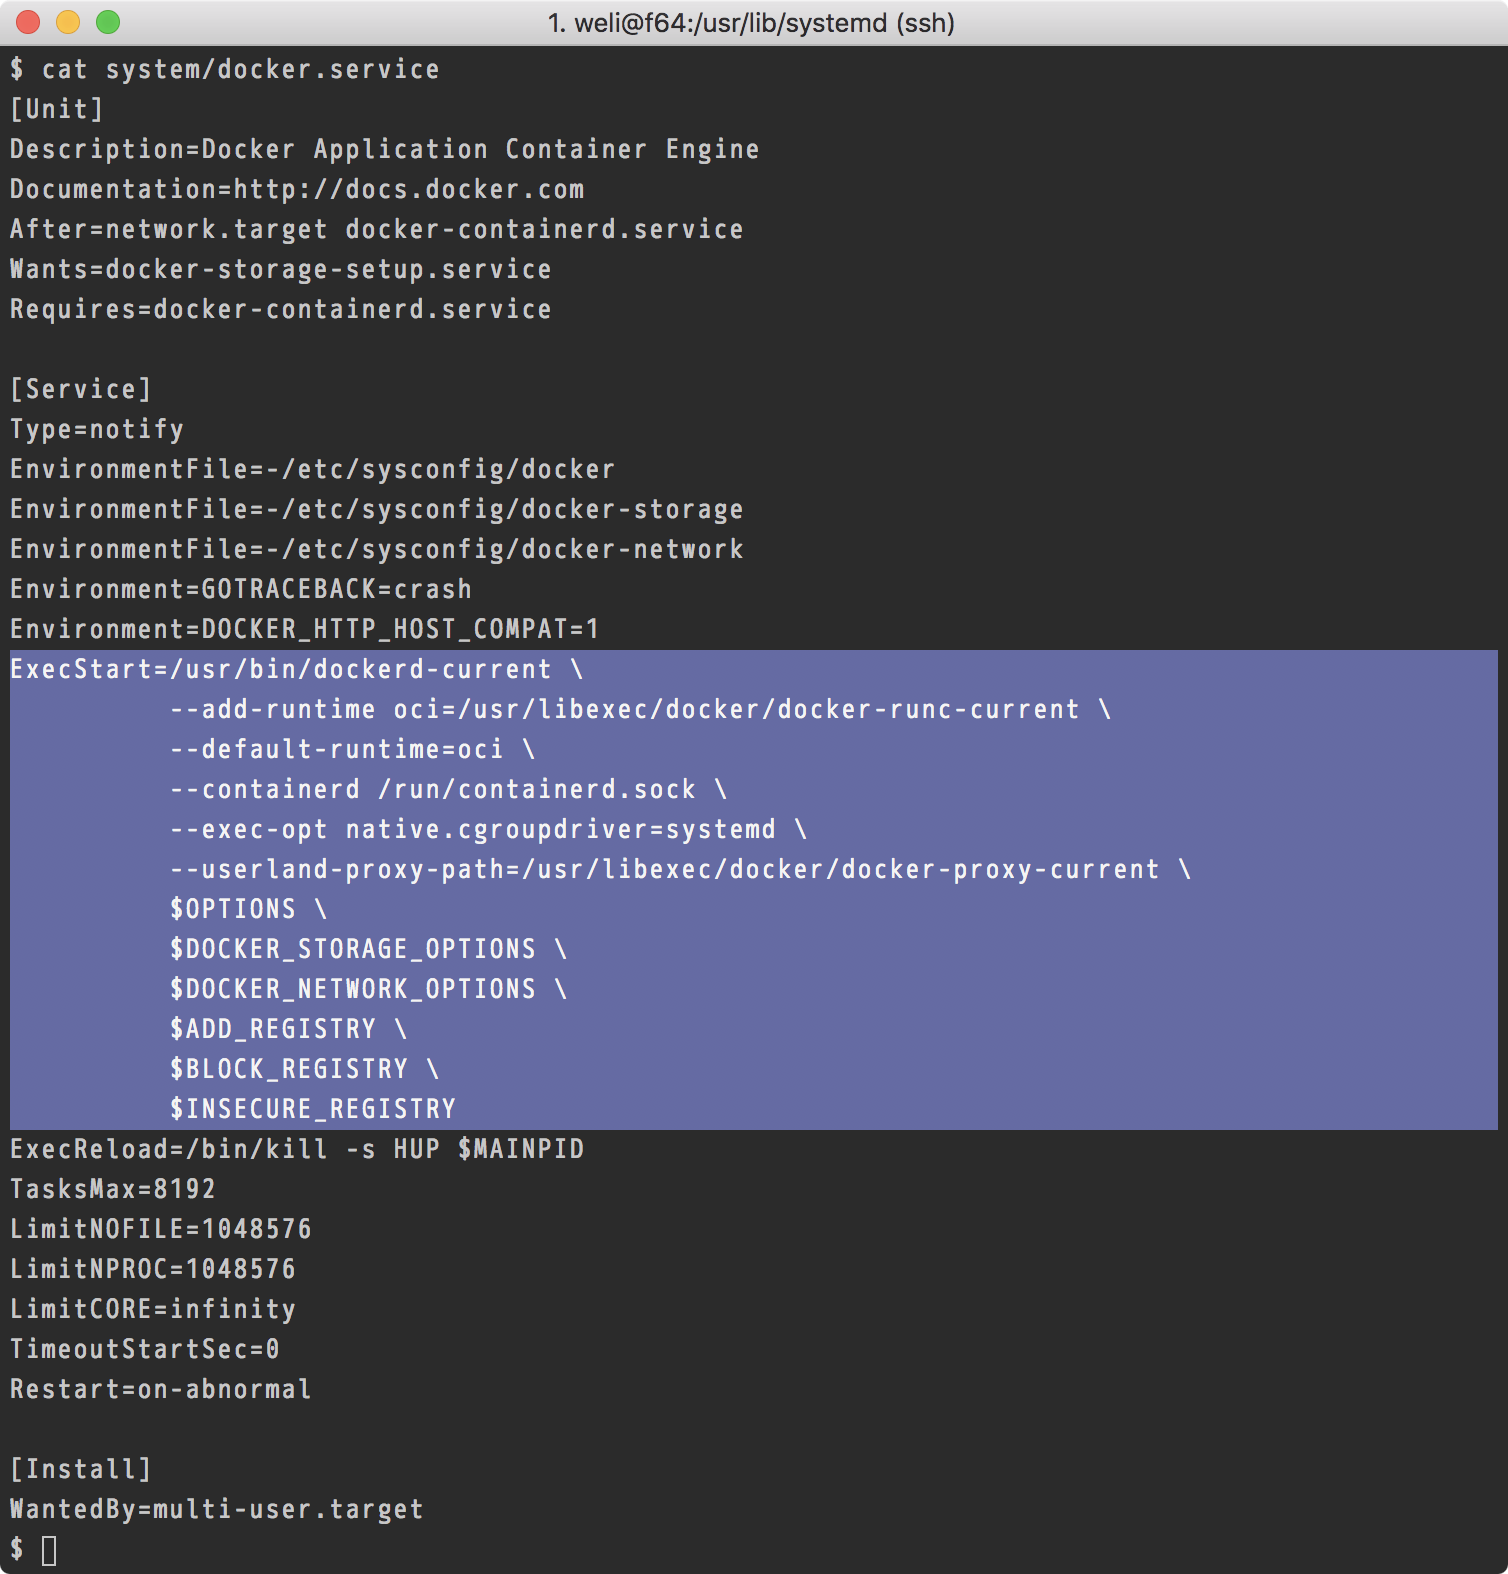 1. weli@f64:/usr/lib/systemd (ssh)
$ cat system/docker.service
[Unit]
Description=Docker Application Container Engine
Documentation=http://docs.docker.com
After=network.target docker-containerd.service
Wants=docker-storage-setup.service
Requires=docker-containerd.service

[Service]
Type=notify
EnvironmentFile=-/etc/sysconfig/docker
EnvironmentFile=-/etc/sysconfig/docker-storage
EnvironmentFile=-/etc/sysconfig/docker-network
Environment=GOTRACEBACK=crash
Environment=DOCKER_HTTP_HOST_COMPAT=1
ExecStart=/usr/bin/dockerd-current \
          --add-runtime oci=/usr/libexec/docker/docker-runc-current \
          --default-runtime=oci \
          --containerd /run/containerd.sock \
          --exec-opt native.cgroupdriver=systemd \
          --userland-proxy-path=/usr/libexec/docker/docker-proxy-current \
          $OPTIONS \
          $DOCKER_STORAGE_OPTIONS \
          $DOCKER_NETWORK_OPTIONS \
          $ADD_REGISTRY \
          $BLOCK_REGISTRY \
          $INSECURE_REGISTRY
ExecReload=/bin/kill -s HUP $MAINPID
TasksMax=8192
LimitNOFILE=1048576
LimitNPROC=1048576
LimitCORE=infinity
TimeoutStartSec=0
Restart=on-abnormal

[Install]
WantedBy=multi-user.target
$